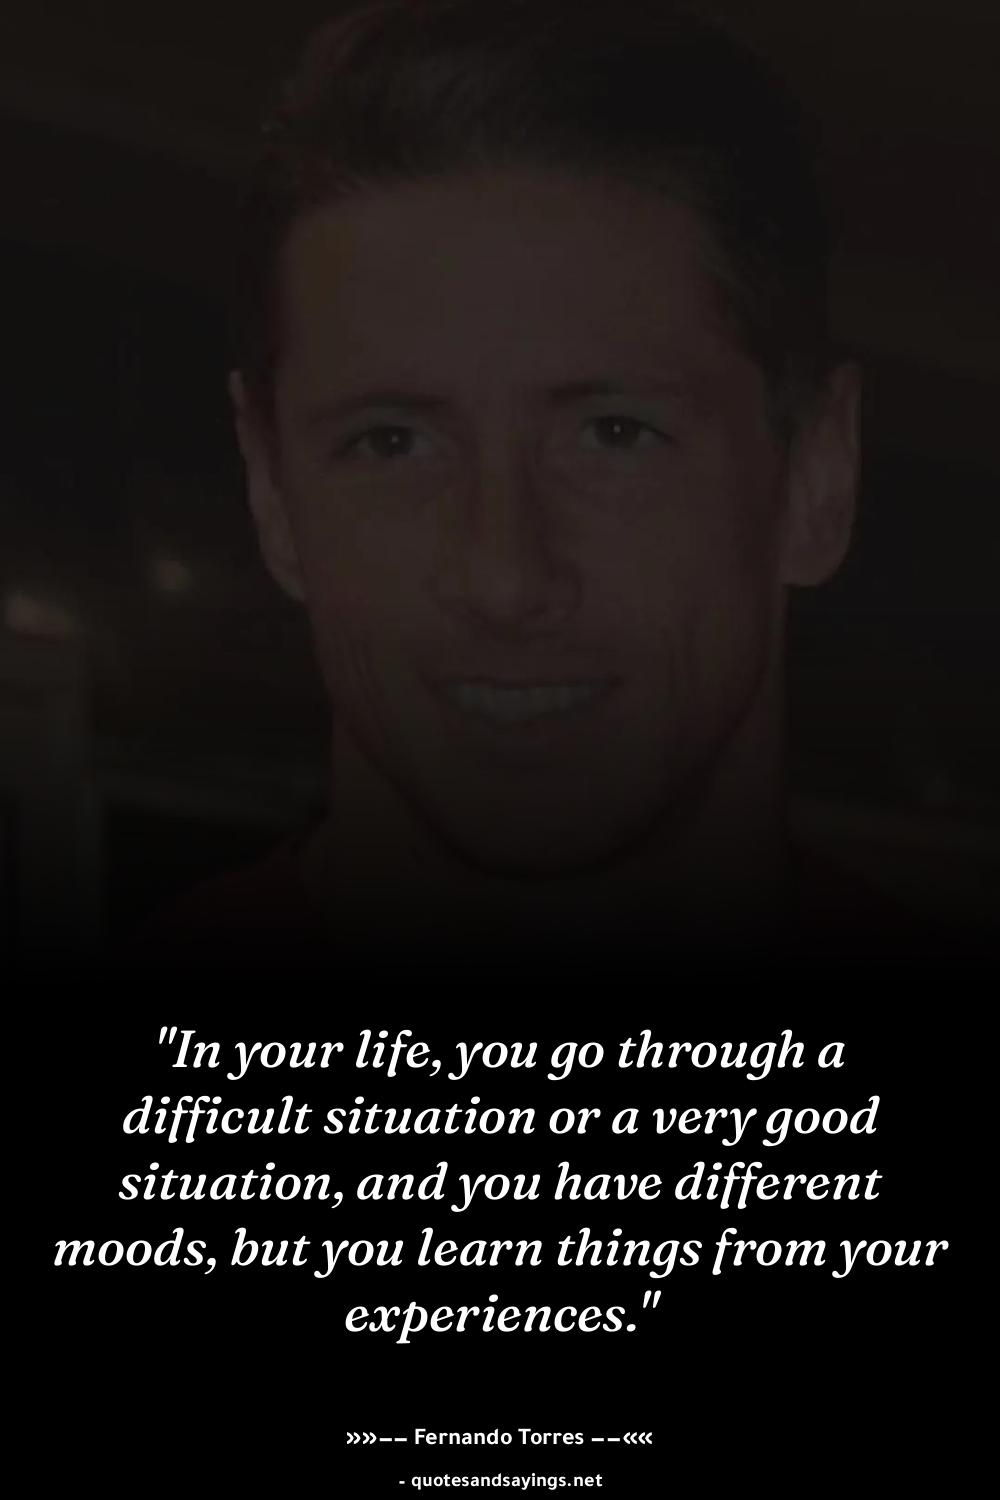 "In your life, you go through a
difficult situation or a very good
situation, and you have different
moods, but you learn things from your
experiences."
»»−− Fernando Torres −−««
- quotesandsayings.net